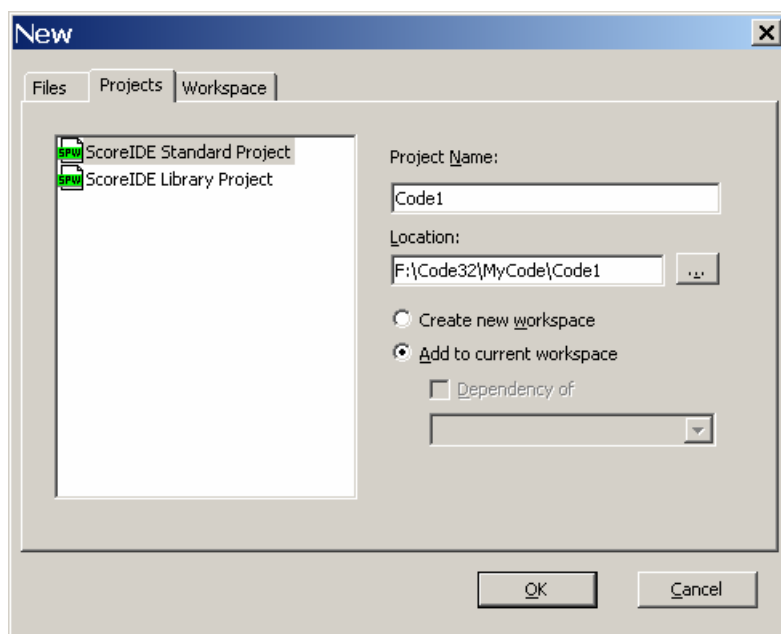 New
Files Projects Workspace
SPW ScoreIDE Standard Project
SPW ScoreIDE Library Project
Project Name:
Code1
Location:
F:\Code32\MyCode\Code1
...
Create new workspace
Add to current workspace
Dependency of
OK Cancel